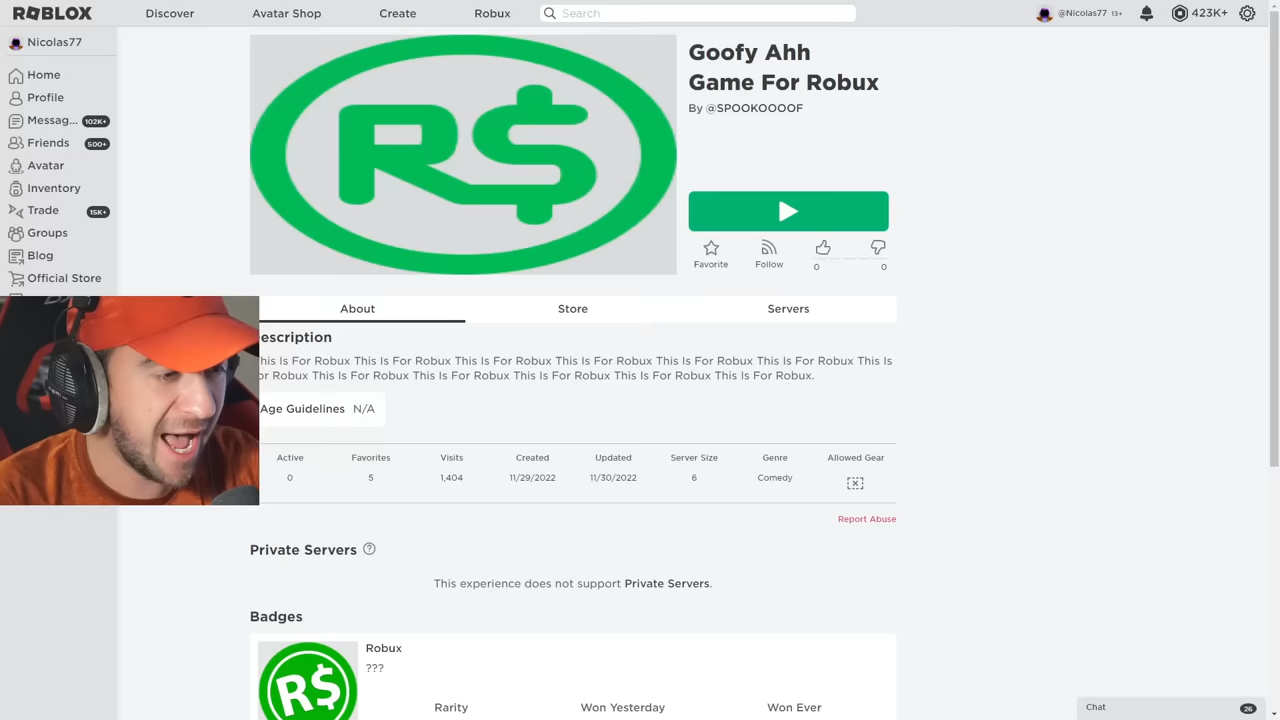 ROBLOX Discover Avatar Shop Create Robux Search @Nicolas77 13+ 423K+
Nicolas77
Home
Profile
Messag... 102K+
Friends 500+
Avatar
Inventory
Trade 15K+
Groups
Blog
Official Store
R$
Goofy Ahh
Game For Robux
By @SPOOKOOOOF
Favorite Follow 0 0
About Store Servers
escription
his Is For Robux This Is For Robux This Is For Robux This Is For Robux This Is For Robux This Is For Robux This Is
or Robux This Is For Robux This Is For Robux This Is For Robux This Is For Robux This Is For Robux.
Age Guidelines N/A
Active Favorites Visits Created Updated Server Size Genre Allowed Gear
0 5 1,404 11/29/2022 11/30/2022 6 Comedy
Report Abuse
Private Servers ?
This experience does not support Private Servers.
Badges
R$
Robux
???
Rarity Won Yesterday Won Ever
Chat 26